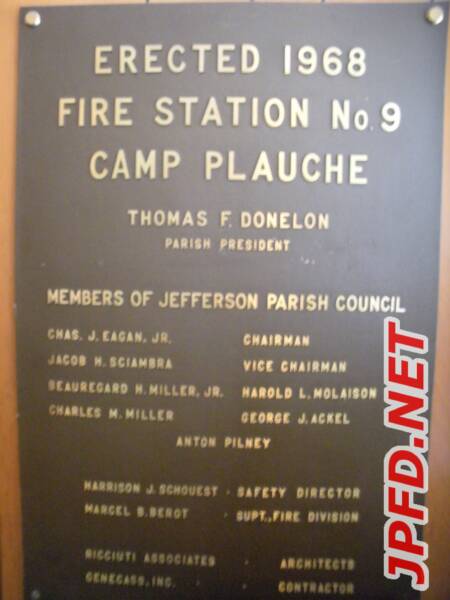 ERECTED 1968
FIRE STATION No. 9
CAMP PLAUCHE
THOMAS F. DONELON
PARISH PRESIDENT
MEMBERS OF JEFFERSON PARISH COUNCIL
CHAS. J. EAGAN, JR. CHAIRMAN
JACOB H. SCIAMBRA VICE CHAIRMAN
BEAUREGARD H. MILLER, JR. HAROLD L. MOLAISON
CHARLES M. MILLER GEORGE J. ACKEL
ANTON PILNEY
HARRISON J. SCHOUEST · SAFETY DIRECTOR
MARCEL B. BEROT · SUPT., FIRE DIVISION
RICCIUTI ASSOCIATES · ARCHITECTS
GENECASS, INC. · CONTRACTOR
JPFD.NET